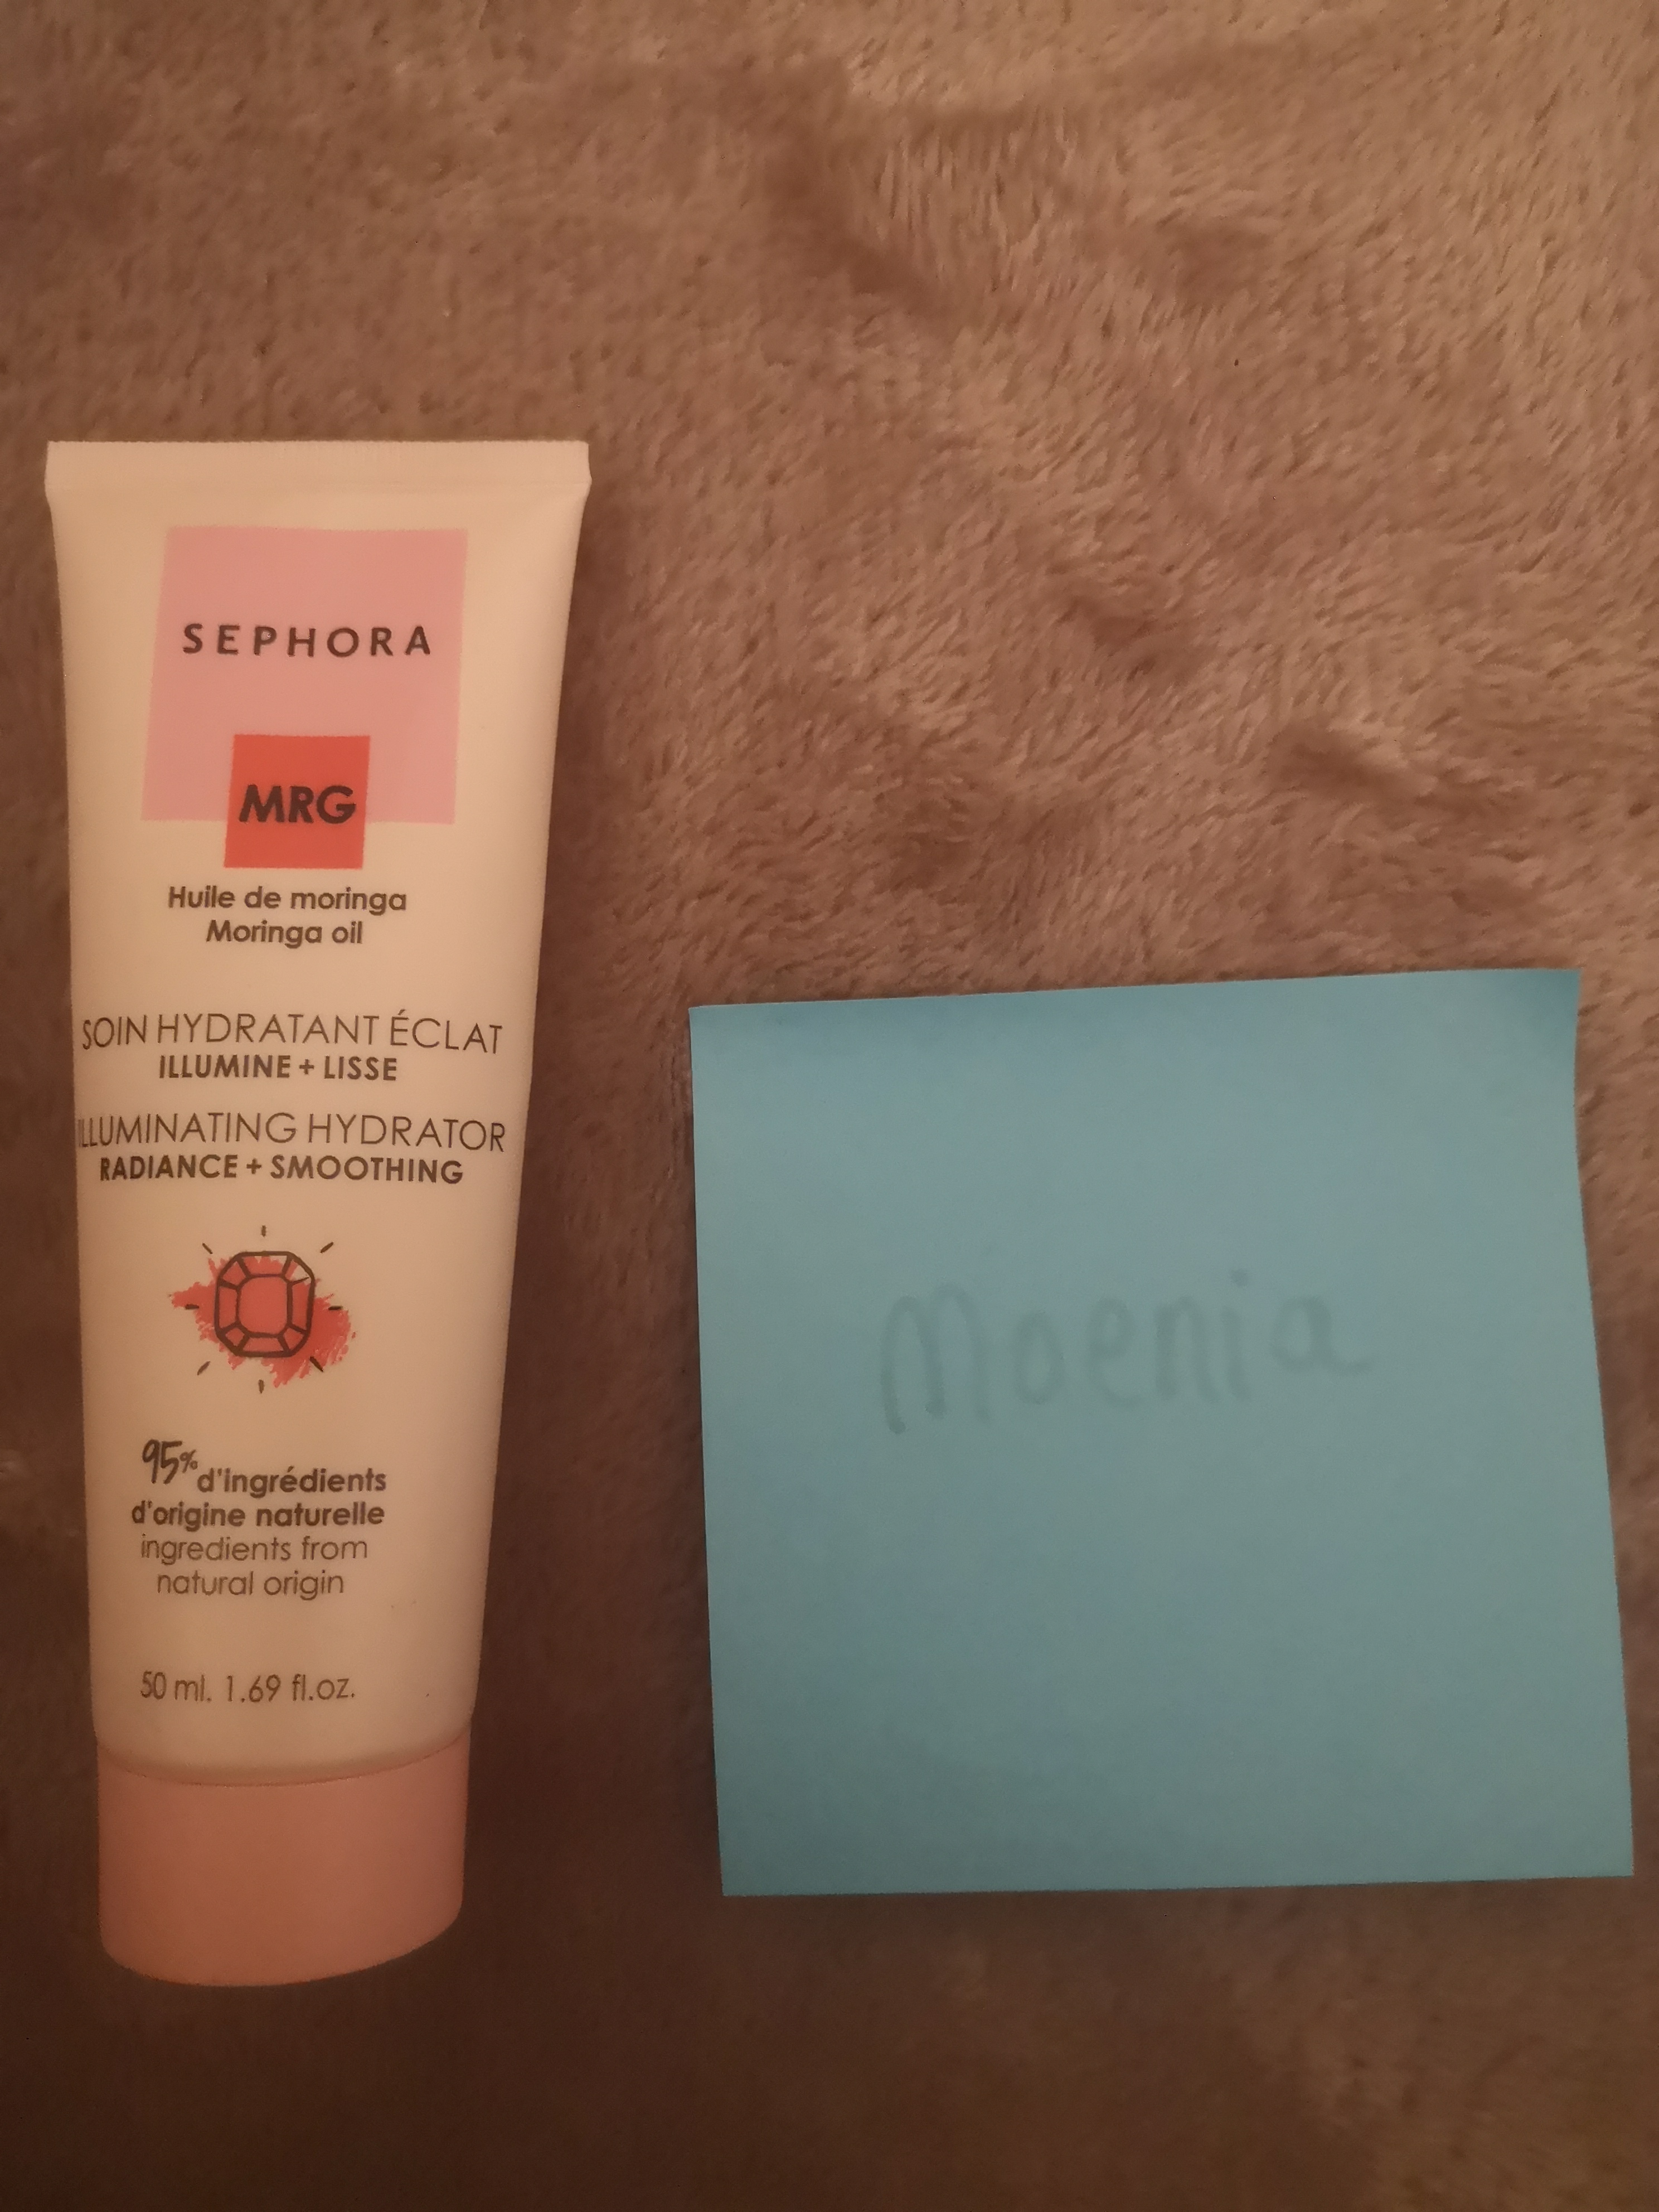 SEPHORA
MRG
Huile de moringa
Moringa oil
SOIN HYDRATANT ÉCLAT
ILLUMINE + LISSE
ILLUMINATING HYDRATOR
RADIANCE + SMOOTHING
95% d'ingrédients
d'origine naturelle
ingredients from
natural origin
50 ml. 1.69 fl.oz.
Moenia